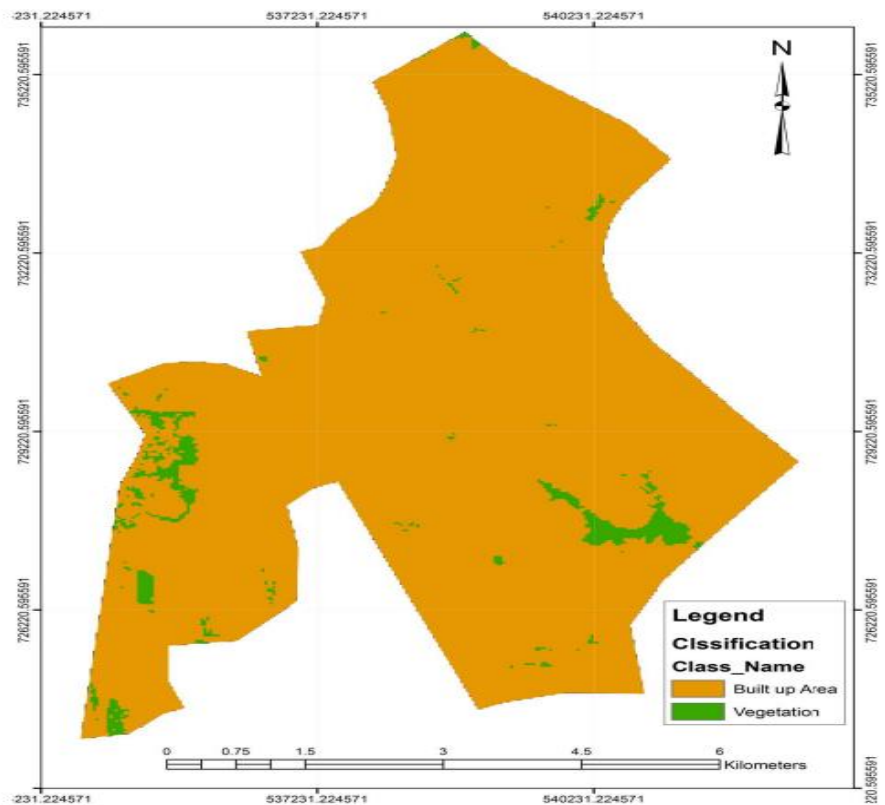 -231.224571 537231.224571 540231.224571
N
735220.595591 735220.595591
732220.595591 732220.595591
729220.595591 729220.595591
726220.595591 726220.595591
Legend
Clssification
Class_Name
Built up Area
Vegetation
0 0.75 1.5 3 4.5 6
Kilometers
120.595591
-231.224571 537231.224571 540231.224571